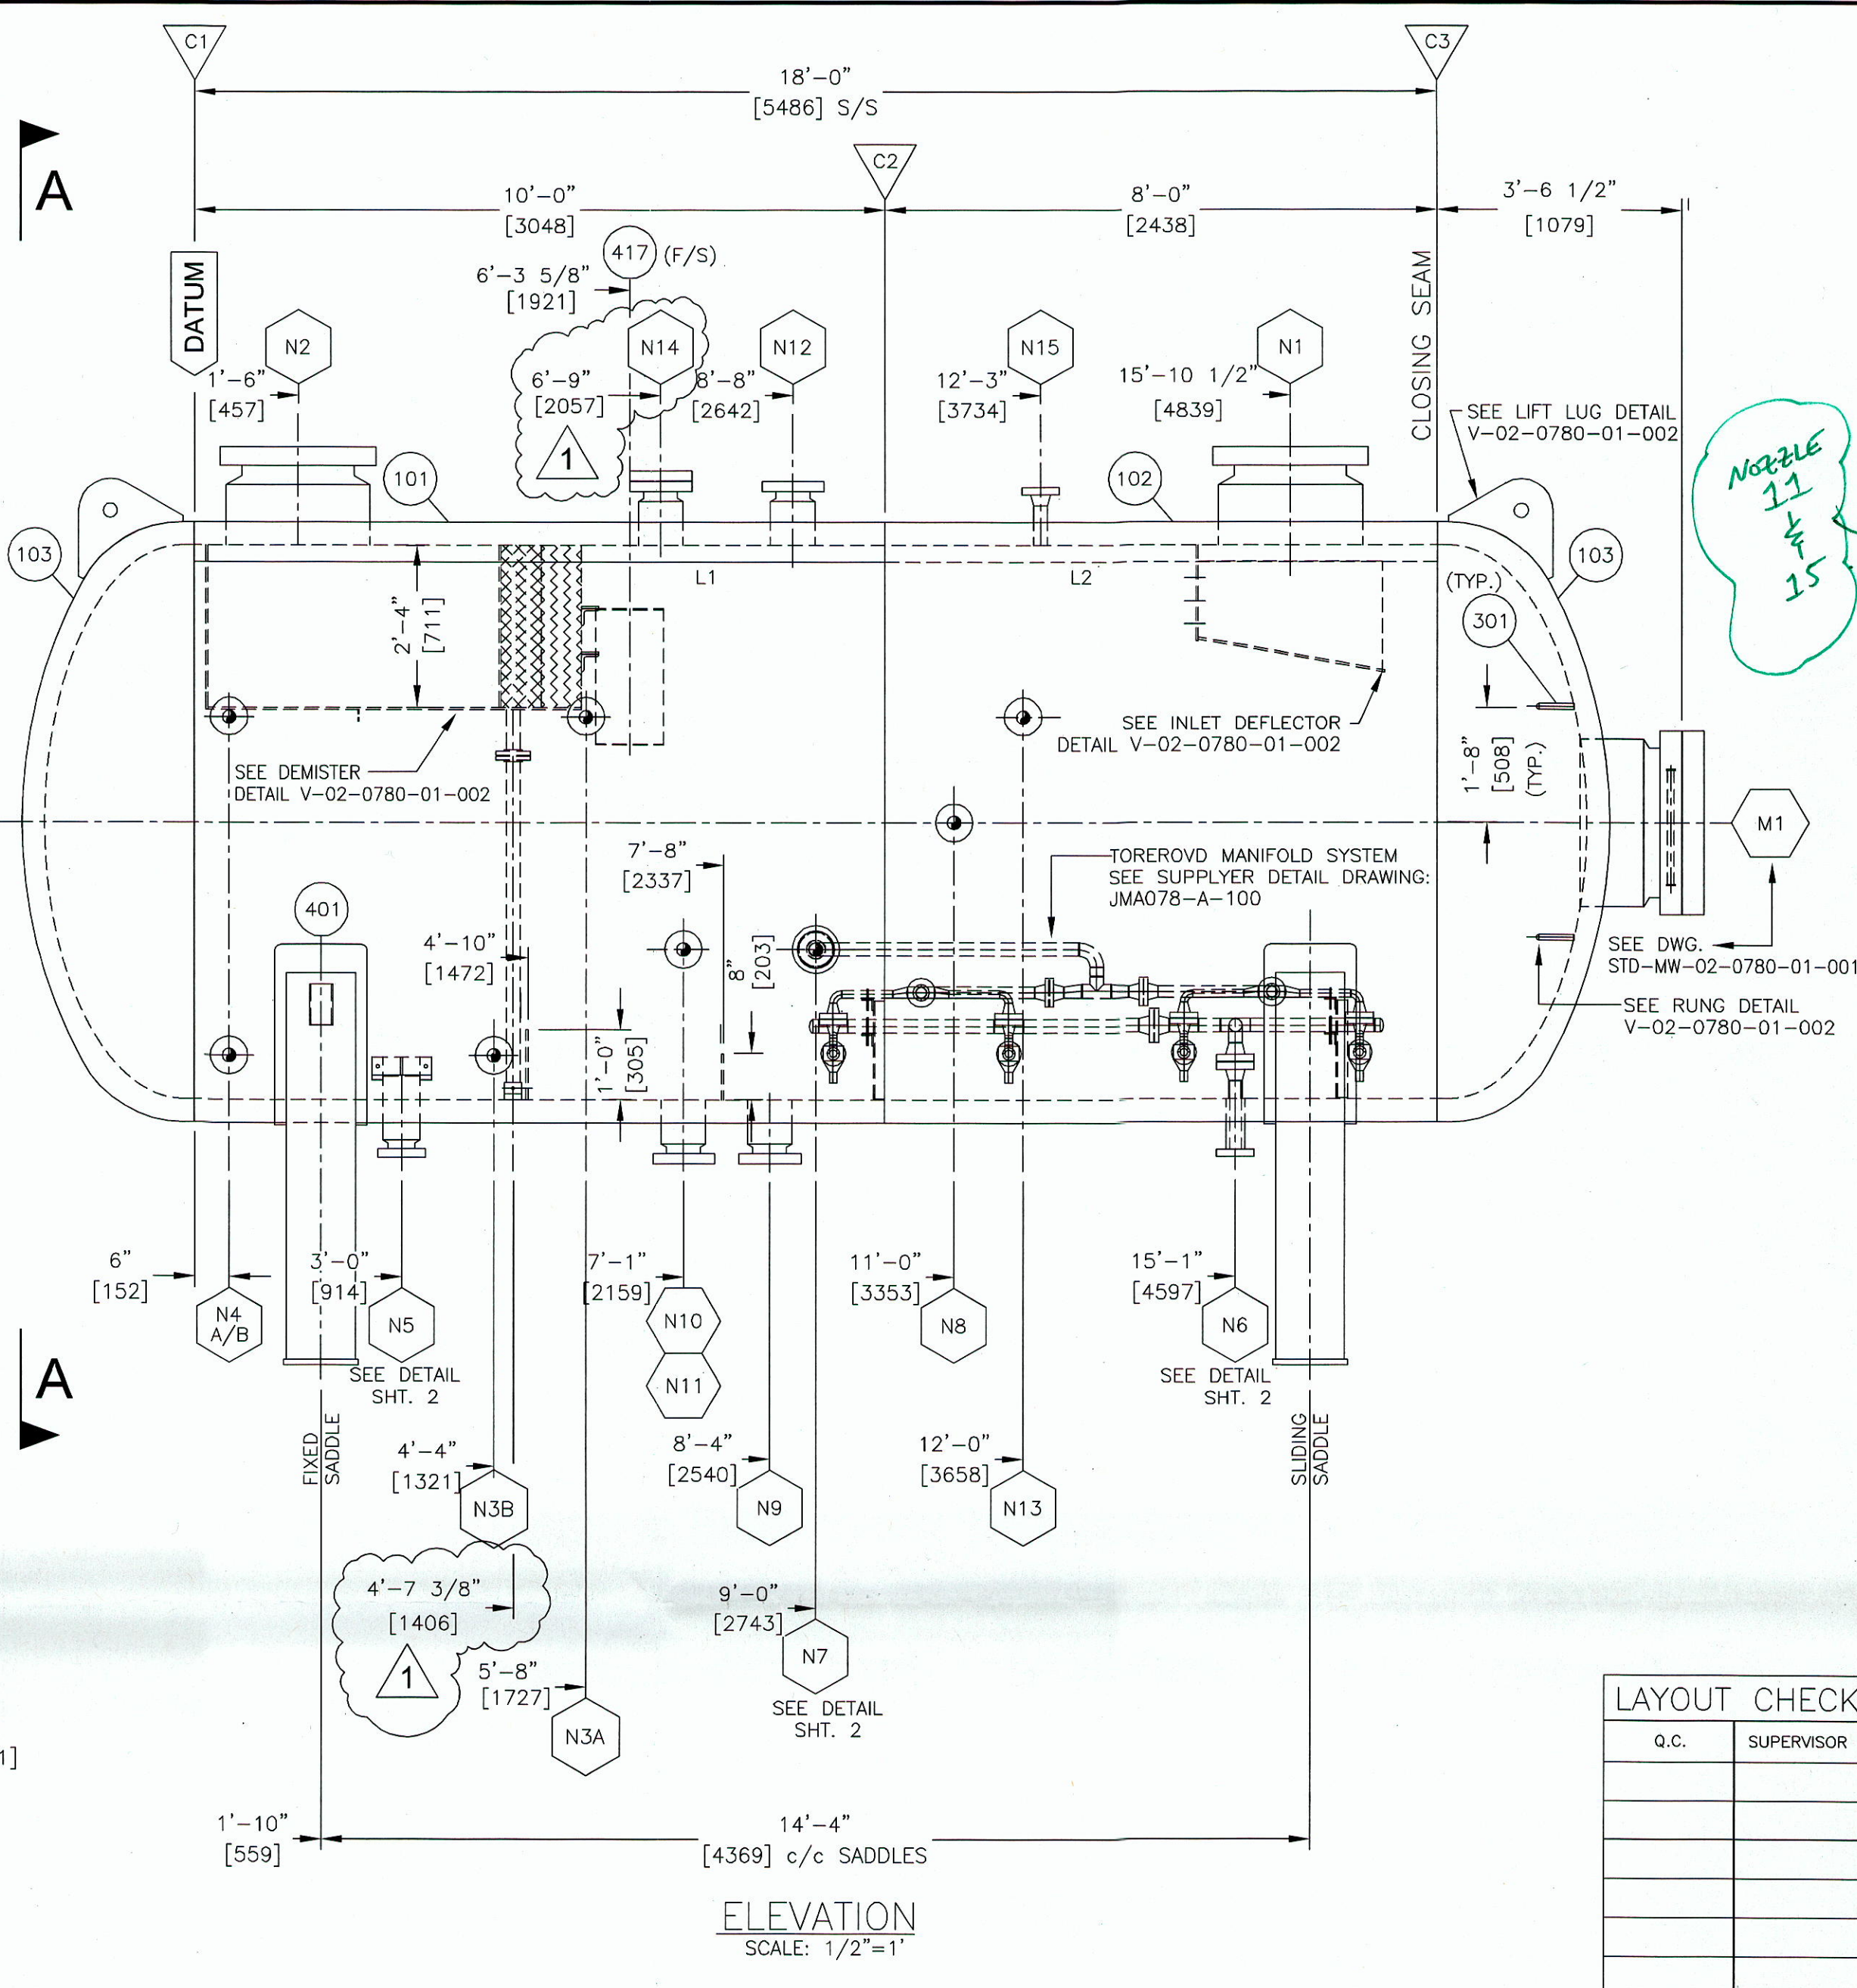 C1
C3
18'-0"
[5486] S/S
C2
A
10'-0"
[3048]
8'-0"
[2438]
3'-6 1/2"
[1079]
417 (F/S)
6'-3 5/8"
[1921]
DATUM
CLOSING SEAM
N2
N14
N12
N15
N1
1'-6"
[457]
6'-9"
[2057]
8'-8"
[2642]
12'-3"
[3734]
15'-10 1/2"
[4839]
1
SEE LIFT LUG DETAIL
V-02-0780-01-002
NOZZLE
11
&
15
101
102
103
103
L1
L2
(TYP.)
301
2'-4"
[711]
SEE INLET DEFLECTOR
DETAIL V-02-0780-01-002
1'-8"
[508]
(TYP.)
SEE DEMISTER
DETAIL V-02-0780-01-002
M1
7'-8"
[2337]
TOREROVD MANIFOLD SYSTEM
SEE SUPPLYER DETAIL DRAWING:
JMA078-A-100
401
4'-10"
[1472]
8"
[203]
SEE DWG.
STD-MW-02-0780-01-001
SEE RUNG DETAIL
V-02-0780-01-002
1'-0"
[305]
6"
[152]
3'-0"
[914]
7'-1"
[2159]
11'-0"
[3353]
15'-1"
[4597]
N4
A/B
N5
N10
N8
N6
SEE DETAIL
SHT. 2
N11
SEE DETAIL
SHT. 2
A
FIXED
SADDLE
SLIDING
SADDLE
4'-4"
[1321]
8'-4"
[2540]
12'-0"
[3658]
N3B
N9
N13
4'-7 3/8"
[1406]
9'-0"
[2743]
1
5'-8"
[1727]
N7
SEE DETAIL
SHT. 2
N3A
1]
LAYOUT CHECK
Q.C. SUPERVISOR
1'-10"
[559]
14'-4"
[4369] c/c SADDLES
ELEVATION
SCALE: 1/2"=1'